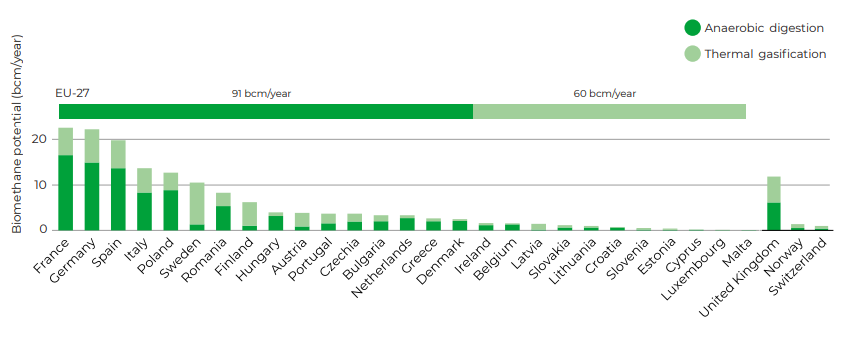 Anaerobic digestion
Thermal gasification
Biomethane potential (bcm/year)
EU-27
91 bcm/year
60 bcm/year
20
10
0
France
Germany
Spain
Italy
Poland
Sweden
Romania
Finland
Hungary
Austria
Portugal
Czechia
Bulgaria
Netherlands
Greece
Denmark
Ireland
Belgium
Latvia
Slovakia
Lithuania
Croatia
Slovenia
Estonia
Cyprus
Luxembourg
Malta
United Kingdom
Norway
Switzerland